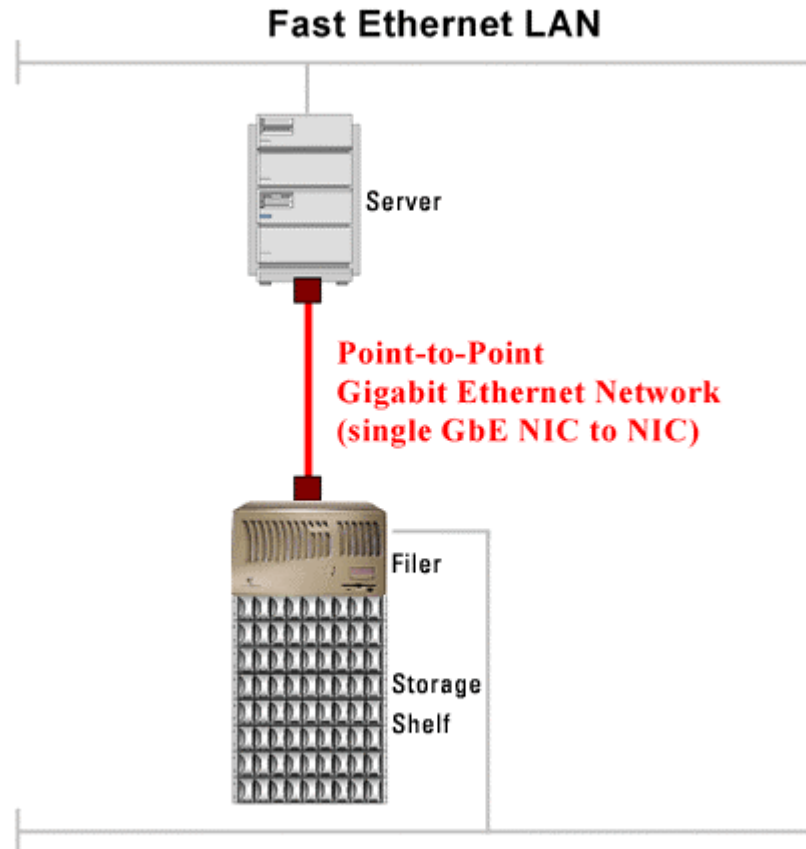 Fast Ethernet LAN
Server
Point-to-Point
Gigabit Ethernet Network
(single GbE NIC to NIC)
Filer
Storage
Shelf